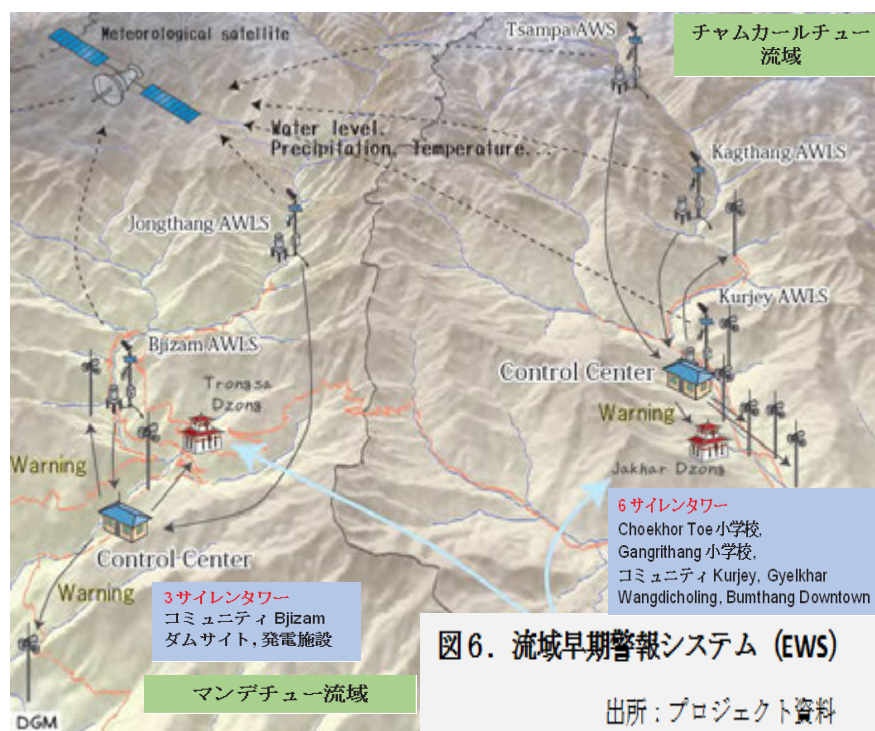 Meteorological satellite
Tsampa AWS
チャムカールチュー
流域
Water level,
Precipitation, Temperature...
Kagthang AWLS
Jongthang AWLS
Kurjey AWLS
Bjizam AWLS
Trongsa
Dzong
Control Center
Warning
Warning
Jakhar Dzong
6サイレンタワー
Choekhor Toe 小学校,
Gangrithang 小学校,
コミュニティ Kurjey, Gyelkhar
Wangdicholing, Bumthang Downtown
Control Center
Warning
3サイレンタワー
コミュニティ Bjizam
ダムサイト, 発電施設
図6. 流域早期警報システム (EWS)
マンデチュー流域
出所:プロジェクト資料
DGM